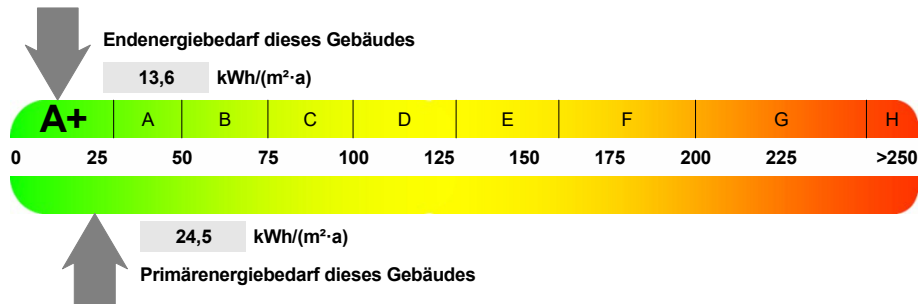 Endenergiebedarf dieses Gebäudes
13,6 kWh/(m²·a)
A+ A B C D E F G H
0 25 50 75 100 125 150 175 200 225 >250
24,5 kWh/(m²·a)
Primärenergiebedarf dieses Gebäudes